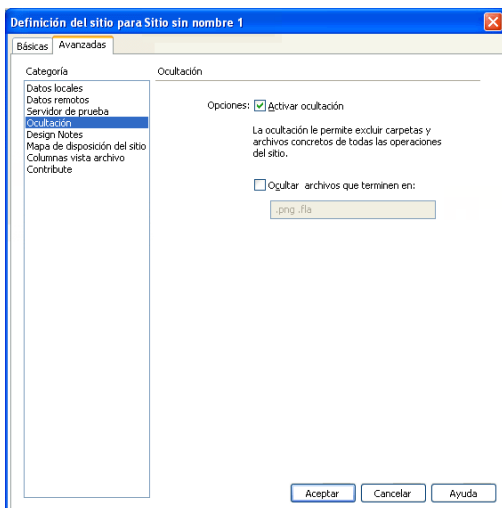 Definición del sitio para Sitio sin nombre 1
Básicas Avanzadas
Categoría
Datos locales
Datos remotos
Servidor de prueba
Ocultación
Design Notes
Mapa de disposición del sitio
Columnas vista archivo
Contribute
Ocultación
Opciones: Activar ocultación
La ocultación le permite excluir carpetas y
archivos concretos de todas las operaciones
del sitio.
Ocultar archivos que terminen en:
.png .fla
Aceptar Cancelar Ayuda